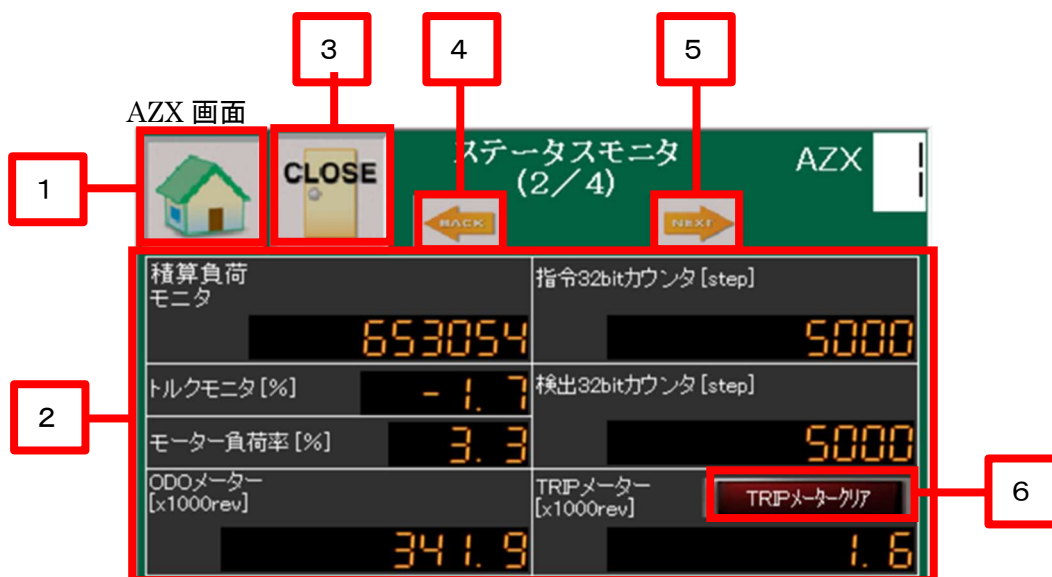 3
4
5
AZX 画面
1
CLOSE
ステータスモニタ
(2/4)
AZX
BACK
NEXT
積算負荷
モニタ
653054
指令32bitカウンタ[step]
5000
2
トルクモニタ[%]
-1.7
検出32bitカウンタ[step]
5000
モーター負荷率[%]
3.3
ODOメーター
[x1000rev]
341.9
TRIPメーター
[x1000rev]
TRIPメータークリア
1.6
6